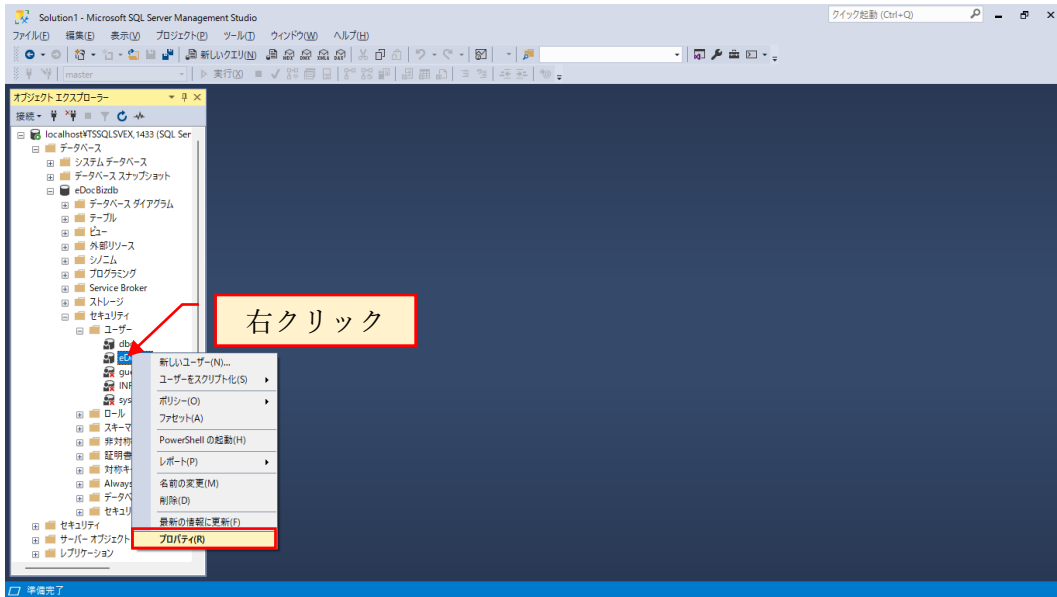 Solution1 - Microsoft SQL Server Management Studio
クイック起動 (Ctrl+Q)
ファイル(F) 編集(E) 表示(V) プロジェクト(P) ツール(T) ウィンドウ(W) ヘルプ(H)
新しいクエリ(N)
master
実行(X)
オブジェクト エクスプローラー
接続
localhost¥TSSQLSVEX,1433 (SQL Ser
データベース
システム データベース
データベース スナップショット
eDocBizdb
データベース ダイアグラム
テーブル
ビュー
外部リソース
シノニム
プログラミング
Service Broker
ストレージ
セキュリティ
右クリック
ユーザー
新しいユーザー(N)...
ユーザーをスクリプト化(S)
ポリシー(O)
ファセット(A)
ロール
PowerShell の起動(H)
レポート(P)
名前の変更(M)
削除(D)
最新の情報に更新(F)
セキュリティ
プロパティ(R)
サーバー オブジェクト
レプリケーション
準備完了